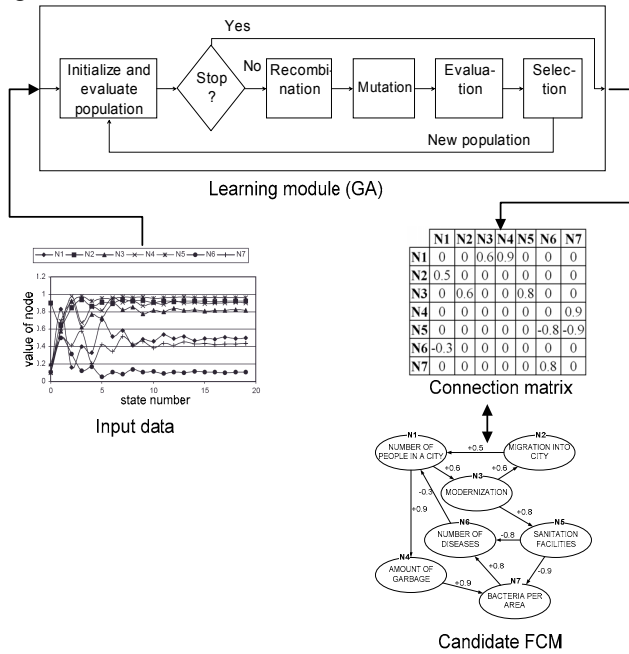 Yes
Initialize and
evaluate
population
Stop
?
No
Recombi-
nation
Mutation
Evalua-
tion
Selec-
tion
New population
Learning module (GA)
N1 N2 N3 N4 N5 N6 N7
1.2
1
0.8
0.6
0.4
0.2
0
0 5 10 15 20
value of node
state number
Input data
N1 N2 N3 N4 N5 N6 N7
N1 0 0 0.6 0.9 0 0 0
N2 0.5 0 0 0 0 0 0
N3 0 0.6 0 0 0.8 0 0
N4 0 0 0 0 0 0 0.9
N5 0 0 0 0 0 -0.8 -0.9
N6 -0.3 0 0 0 0 0 0
N7 0 0 0 0 0 0.8 0
Connection matrix
N1
NUMBER OF
PEOPLE IN A CITY
+0.5
N2
MIGRATION INTO
CITY
+0.6
+0.6
N3
MODERNIZATION
-0.3
+0.9
+0.8
N6
NUMBER OF
DISEASES
-0.8
N5
SANITATION
FACILITIES
N4
AMOUNT OF
GARBAGE
+0.8
-0.9
+0.9
N7
BACTERIA PER
AREA
Candidate FCM